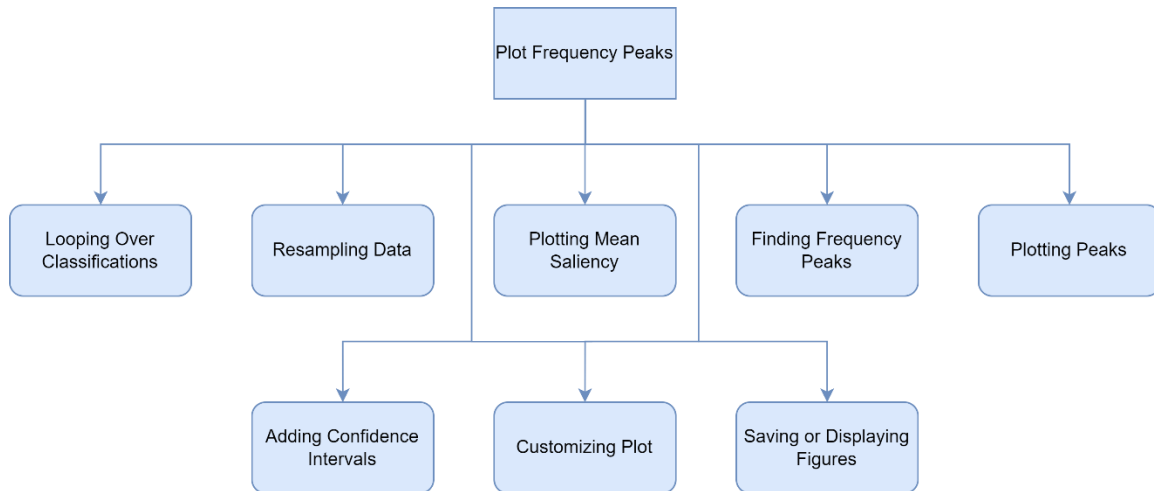 Plot Frequency Peaks
Looping Over
Classifications
Resampling Data
Plotting Mean
Saliency
Finding Frequency
Peaks
Plotting Peaks
Adding Confidence
Intervals
Customizing Plot
Saving or Displaying
Figures